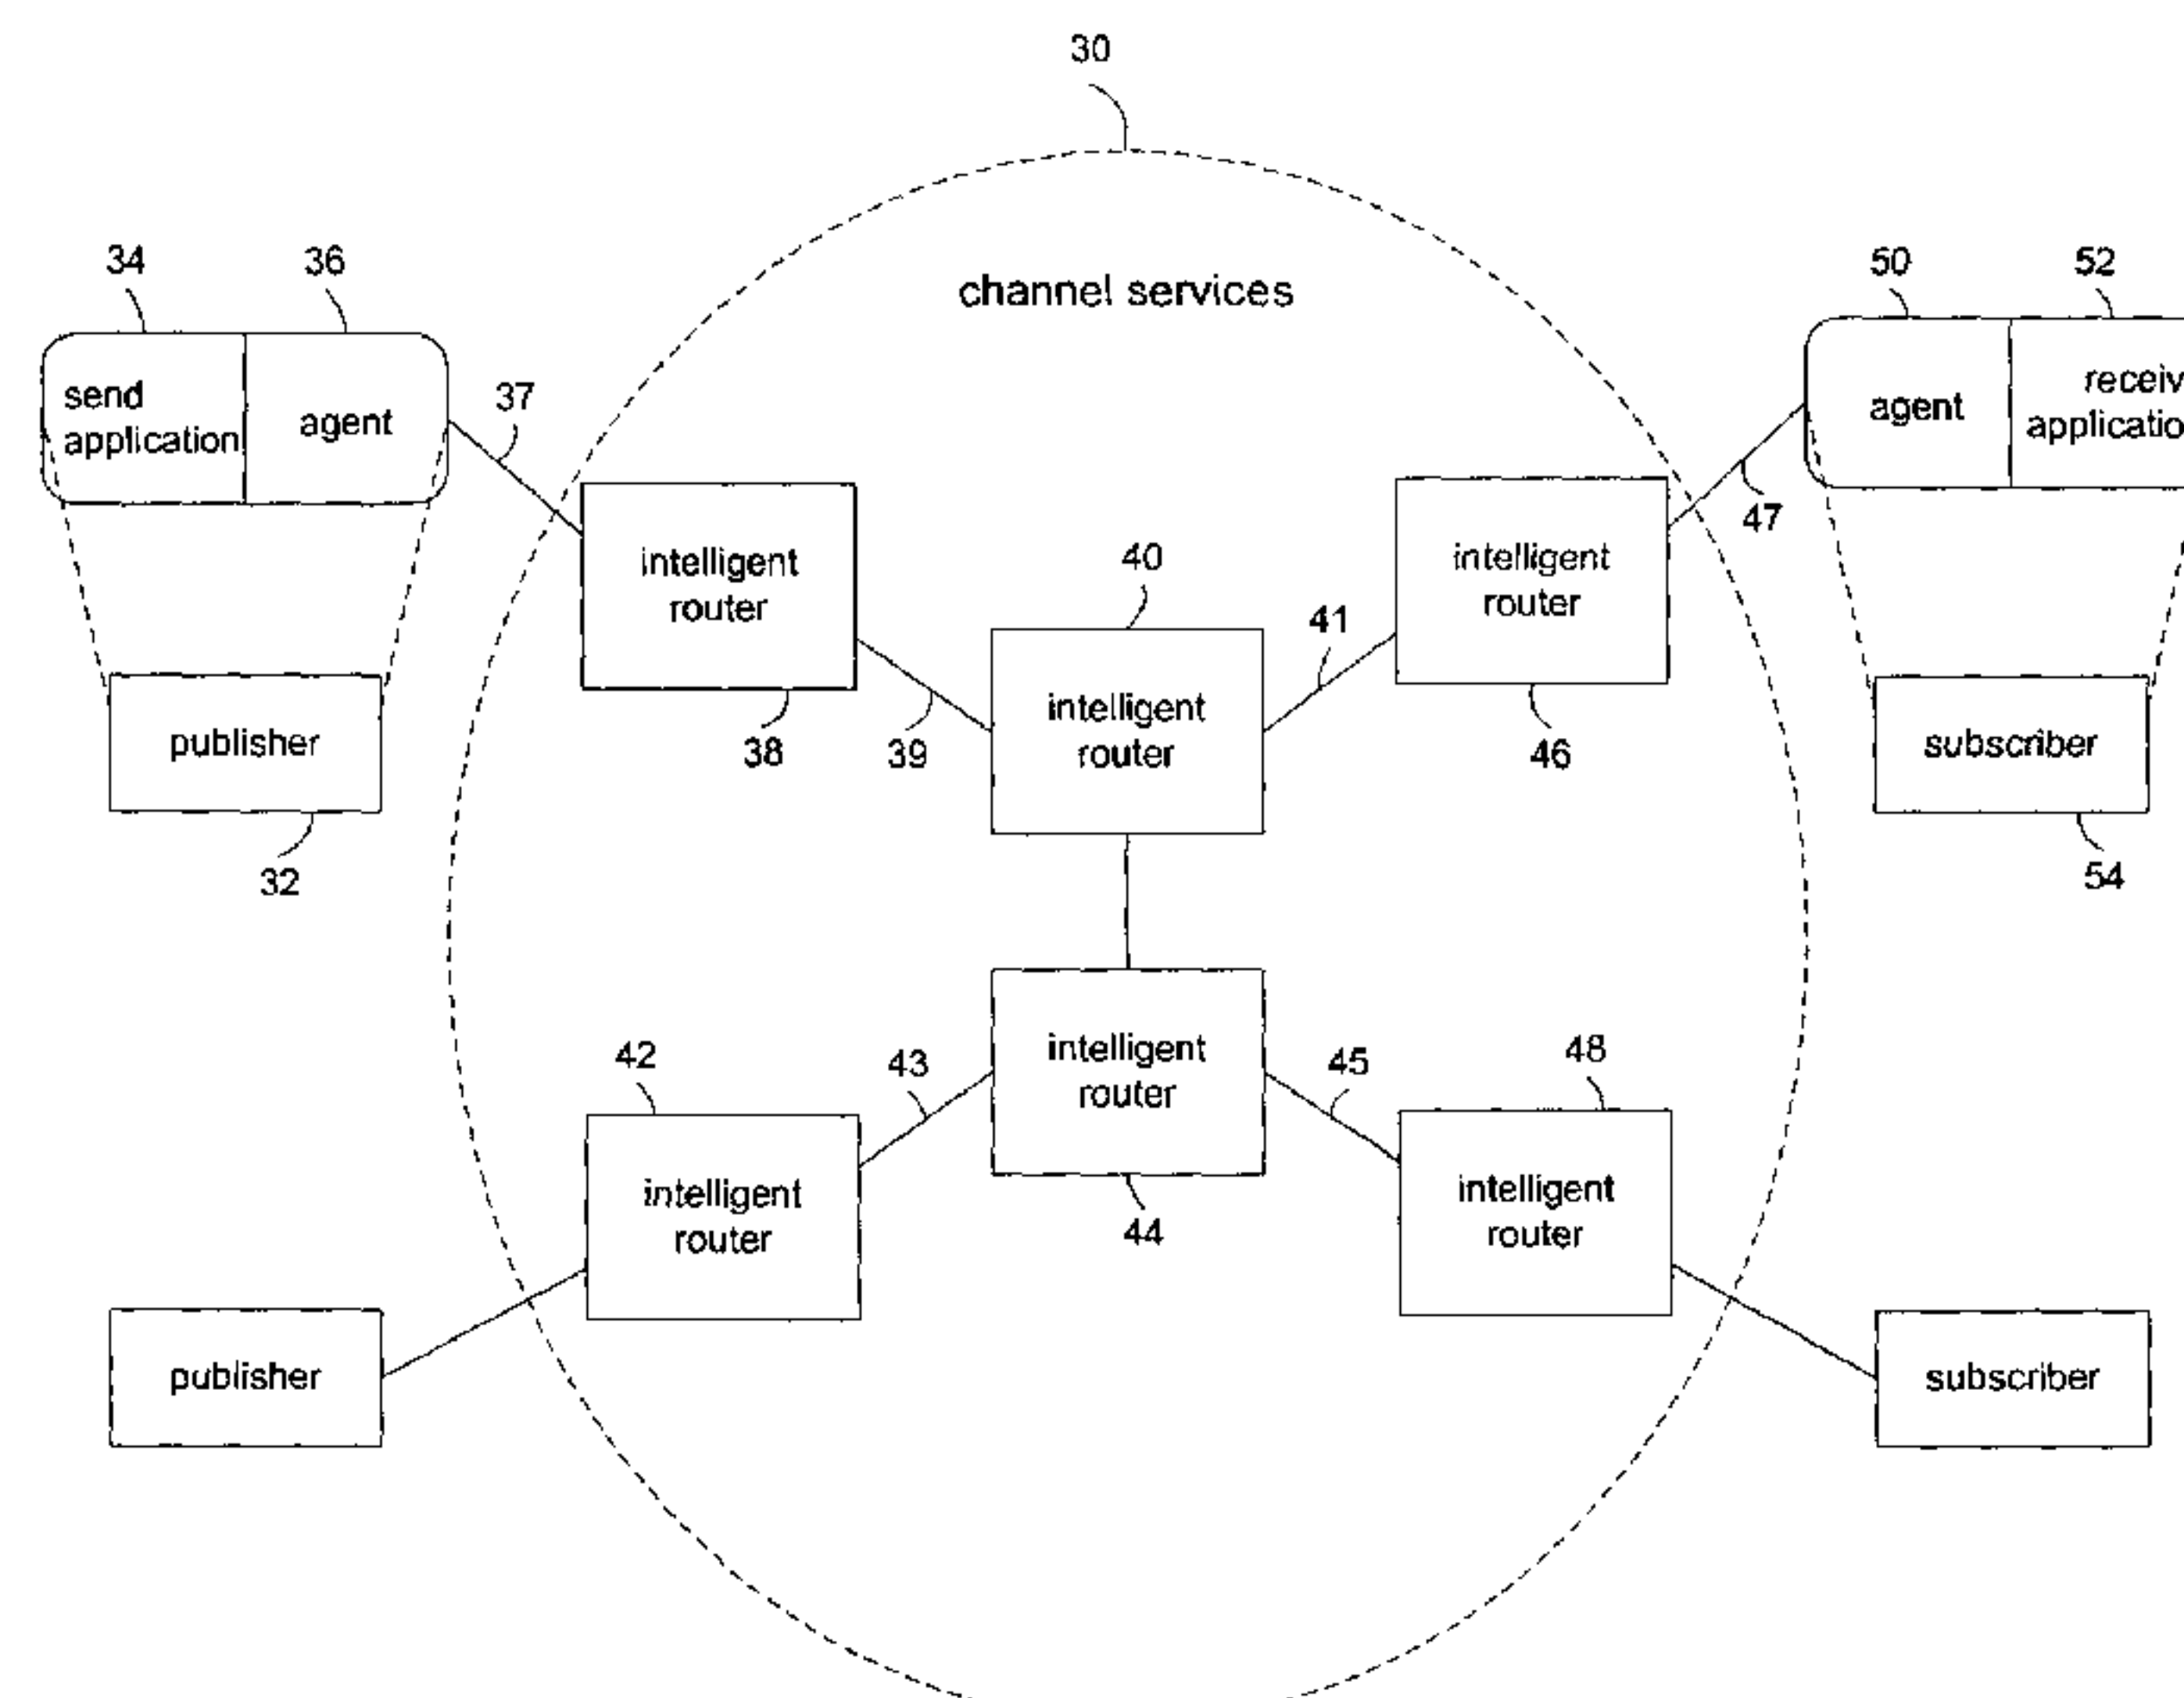 30
channel services
34
36
send
application
agent
37
50
52
agent
receiv
applicatio
47
intelligent
router
38
39
40
intelligent
router
41
intelligent
router
46
publisher
32
subscriber
54
42
intelligent
router
43
intelligent
router
44
45
48
intelligent
router
publisher
subscriber